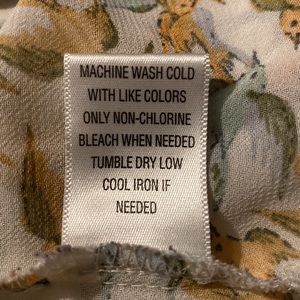 MACHINE WASH COLD
WITH LIKE COLORS
ONLY NON-CHLORINE
BLEACH WHEN NEEDED
TUMBLE DRY LOW
COOL IRON IF
NEEDED